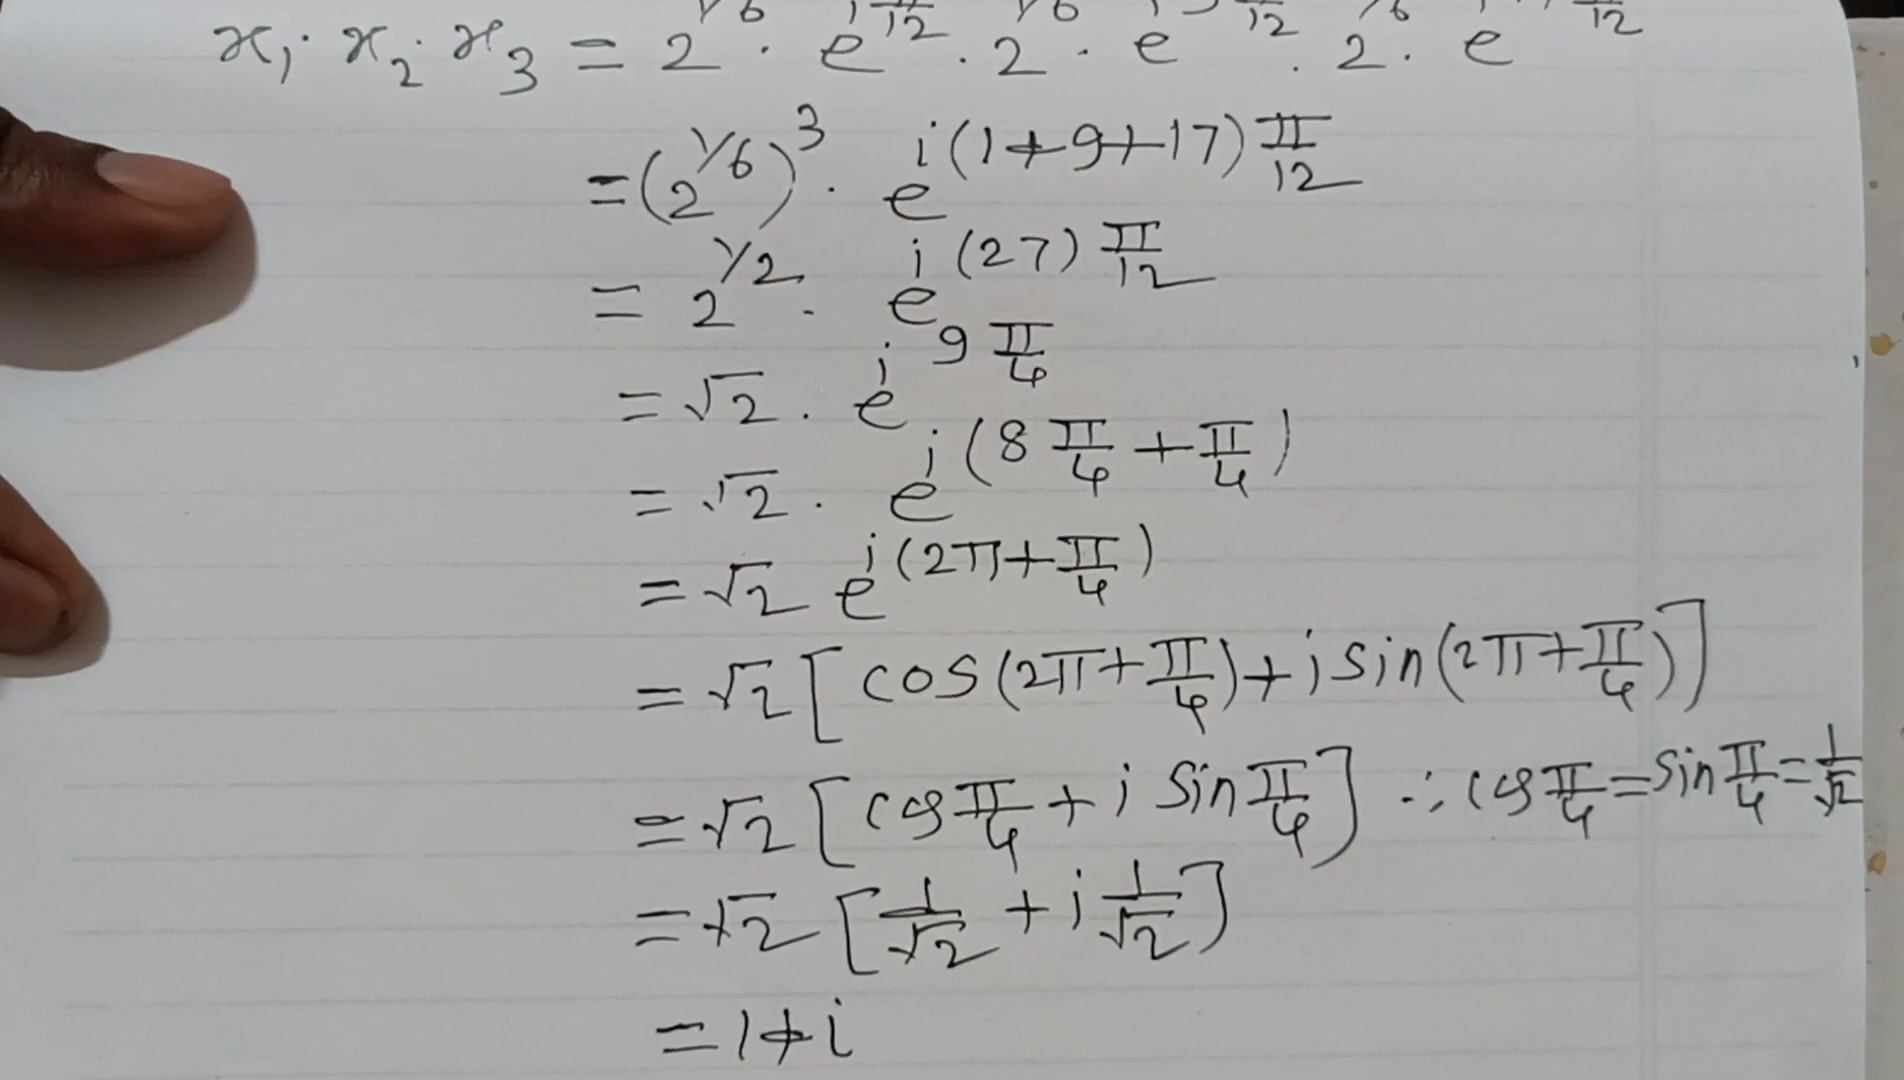 x₁ · x₂ · x₃ = 2^(1/6) · e^(iπ/12) · 2^(1/6) · e^(i9π/12) · 2^(1/6) · e^(i17π/12)
= (2^(1/6))³ · e^(i(1+9+17)π/12)
= 2^(1/2) · e^(i(27)π/12)
= √2 · e^(i9π/4)
= √2 · e^(i(8π/4 + π/4))
= √2 e^(i(2π+π/4))
= √2 [cos(2π+π/4) + i sin(2π+π/4)]
= √2 [cos π/4 + i sin π/4] ∵ cos π/4 = sin π/4 = 1/√2
= √2 [1/√2 + i 1/√2]
= 1+i